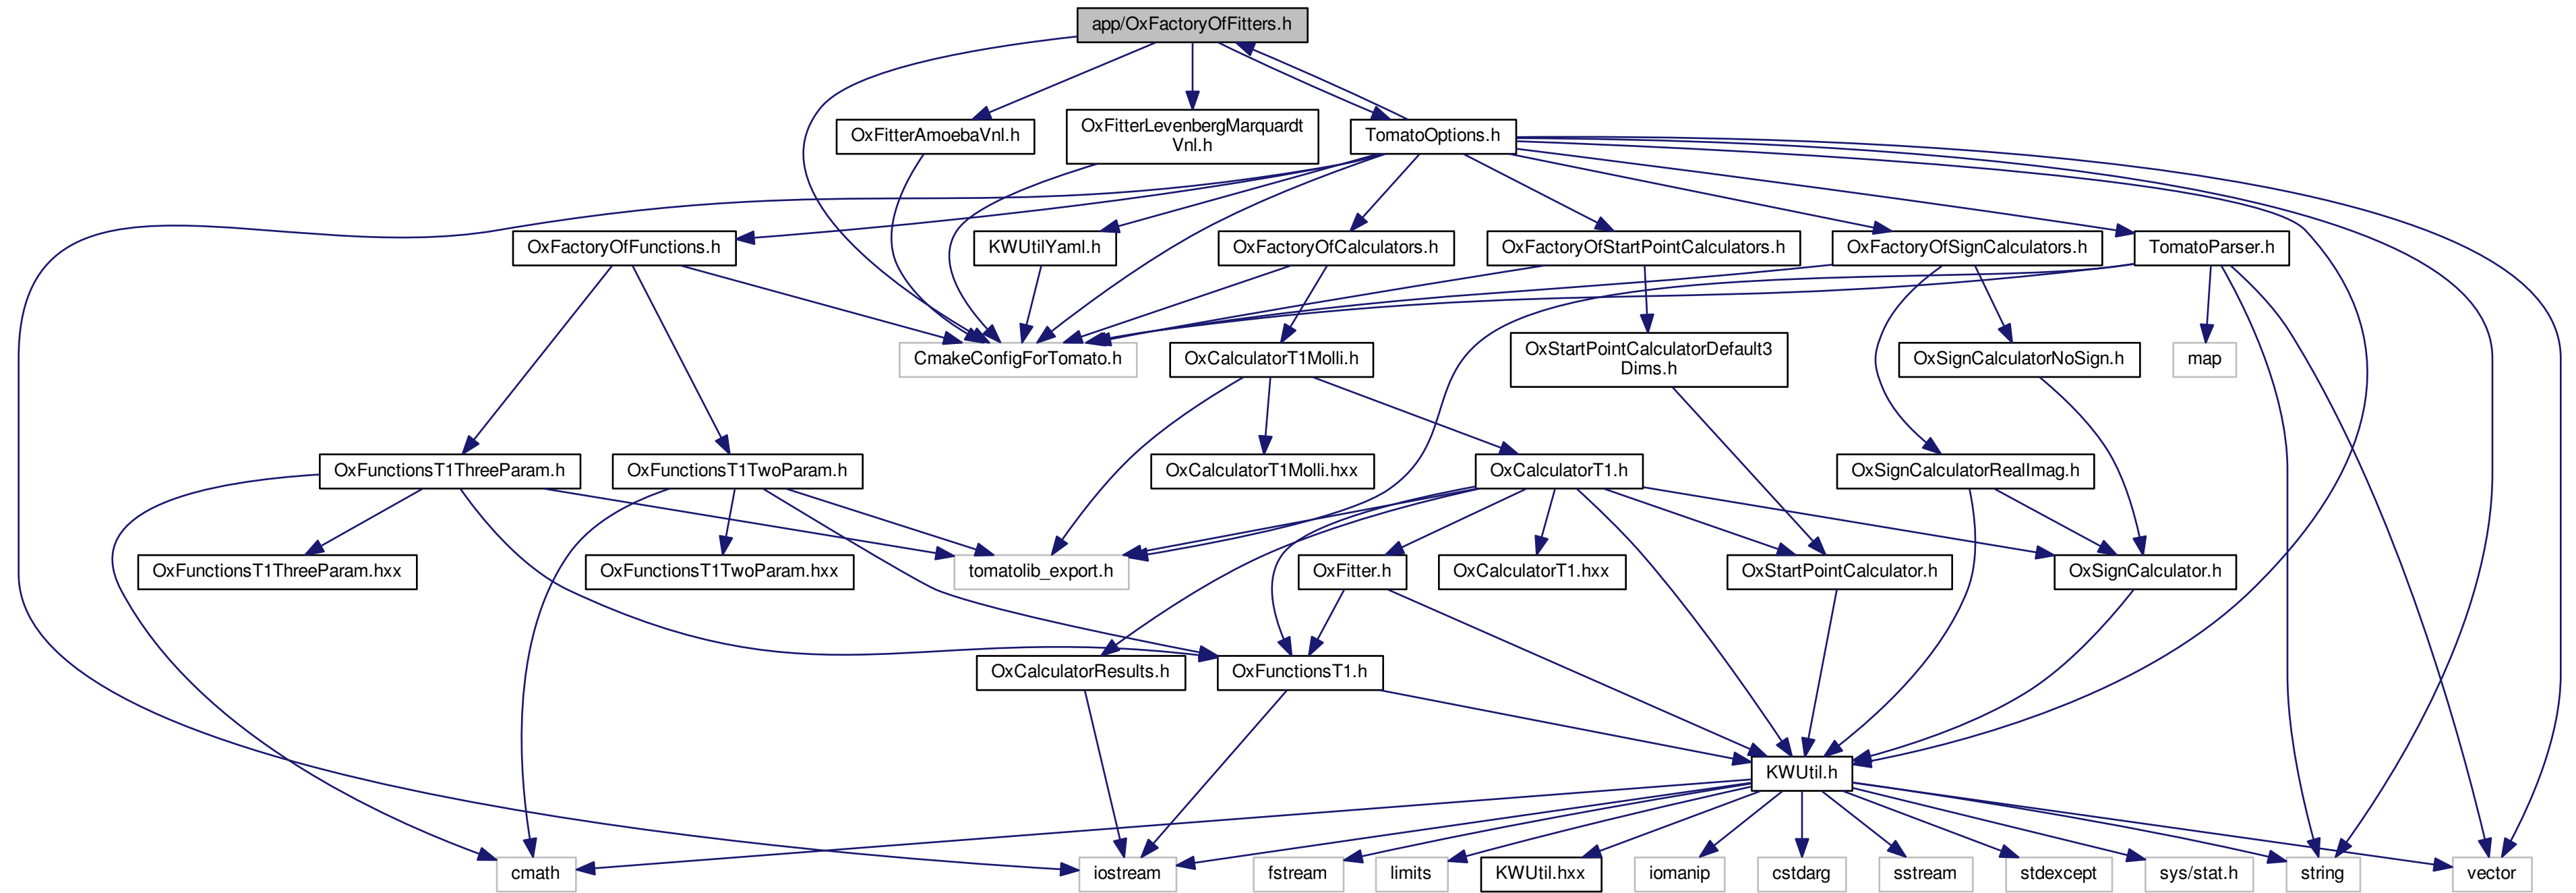 app/OxFactoryOfFitters.h
OxFitterAmoebaVnl.h
OxFitterLevenbergMarquardt
Vnl.h
TomatoOptions.h
OxFactoryOfFunctions.h
KWUtilYaml.h
OxFactoryOfCalculators.h
OxFactoryOfStartPointCalculators.h
OxFactoryOfSignCalculators.h
TomatoParser.h
CmakeConfigForTomato.h
OxCalculatorT1Molli.h
OxStartPointCalculatorDefault3
Dims.h
OxSignCalculatorNoSign.h
map
OxFunctionsT1ThreeParam.h
OxFunctionsT1TwoParam.h
OxCalculatorT1Molli.hxx
OxCalculatorT1.h
OxSignCalculatorRealImag.h
OxFunctionsT1ThreeParam.hxx
OxFunctionsT1TwoParam.hxx
tomatolib_export.h
OxFitter.h
OxCalculatorT1.hxx
OxStartPointCalculator.h
OxSignCalculator.h
OxCalculatorResults.h
OxFunctionsT1.h
KWUtil.h
cmath
iostream
fstream
limits
KWUtil.hxx
iomanip
cstdarg
sstream
stdexcept
sys/stat.h
string
vector